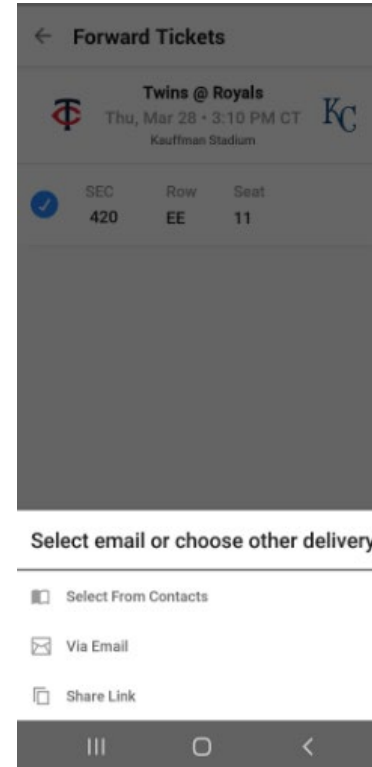 Forward Tickets
Twins @ Royals
Thu, Mar 28 • 3:10 PM CT
Kauffman Stadium
TC
KC
SEC Row Seat
420 EE 11
Select email or choose other delivery
Select From Contacts
Via Email
Share Link